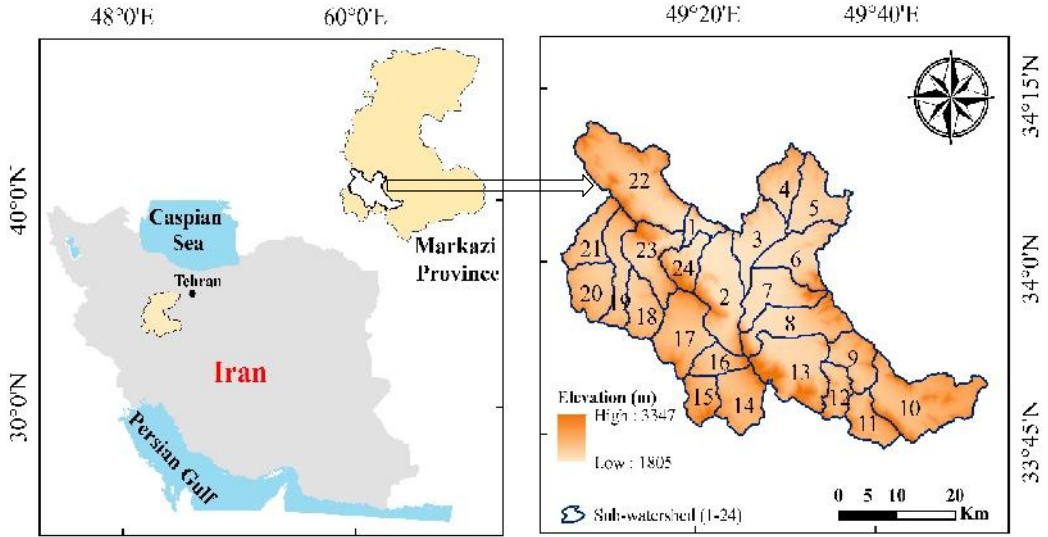 48°0'E
60°0'E
49°20'E
49°40'E
40°0'N
30°0'N
34°15'N
34°0'N
33°45'N
Caspian
Sea
Tehran
Iran
Persian Gulf
Markazi
Province
22
4
5
1
3
21
23
6
24
20
19
2
7
18
8
17
16
9
13
15
14
12
10
11
Elevation (m)
High : 3347
Low : 1805
Sub-watershed (1-24)
0 5 10 20
Km